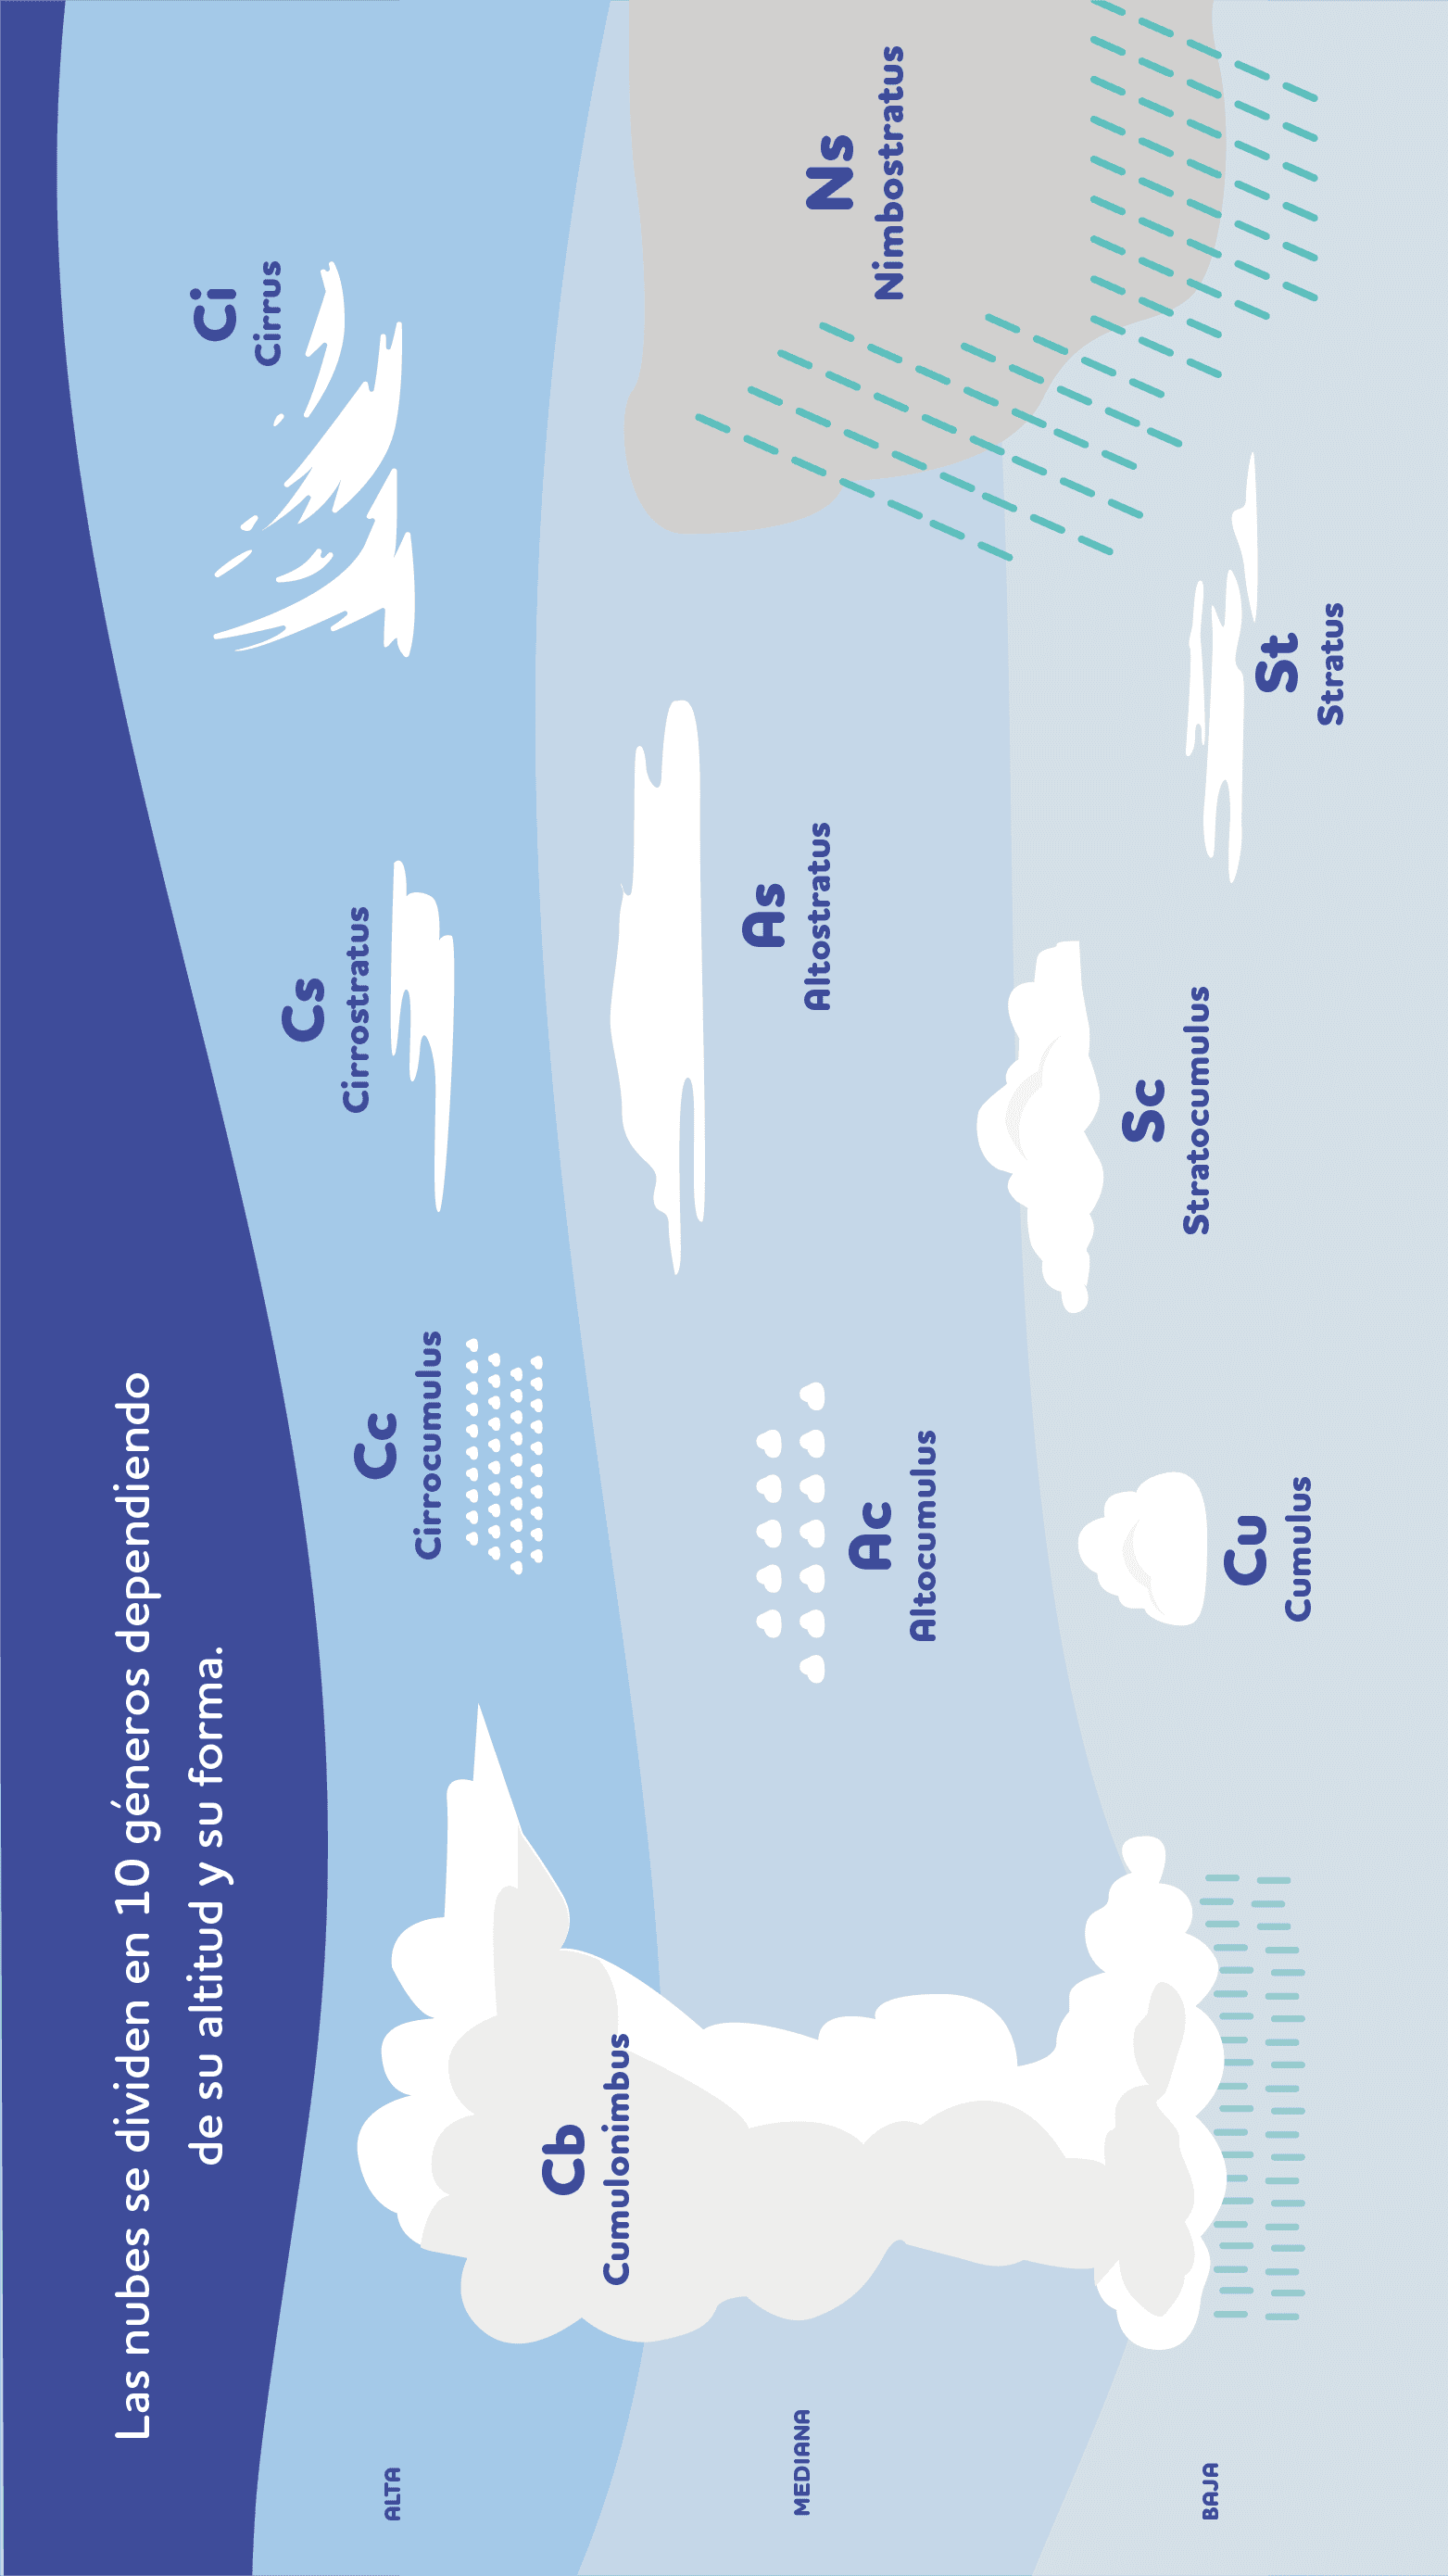 Las nubes se dividen en 10 géneros dependiendo
de su altitud y su forma.
ALTA
Cb
Cumulonimbus
Cc
Cirrocumulus
Cs
Cirrostratus
Ci
Cirrus
MEDIANA
Ac
Altocumulus
As
Altostratus
Ns
Nimbostratus
BAJA
Cu
Cumulus
Sc
Stratocumulus
St
Stratus